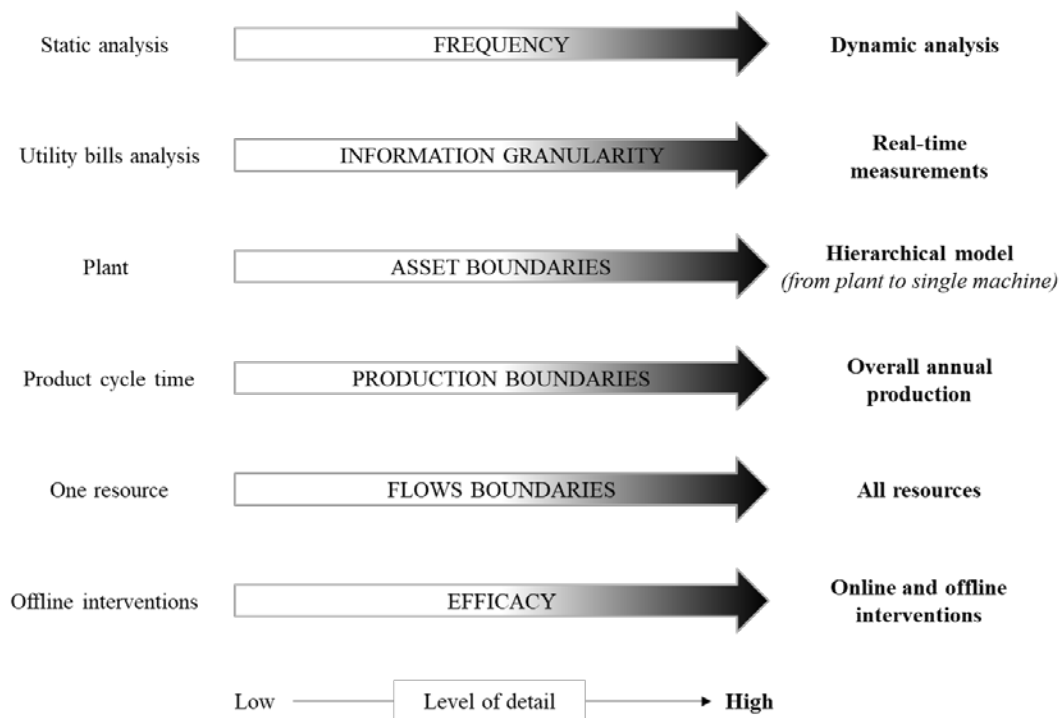 Static analysis FREQUENCY Dynamic analysis
Utility bills analysis INFORMATION GRANULARITY Real-time
measurements
Plant ASSET BOUNDARIES Hierarchical model
(from plant to single machine)
Product cycle time PRODUCTION BOUNDARIES Overall annual
production
One resource FLOWS BOUNDARIES All resources
Offline interventions EFFICACY Online and offline
interventions
Low Level of detail High